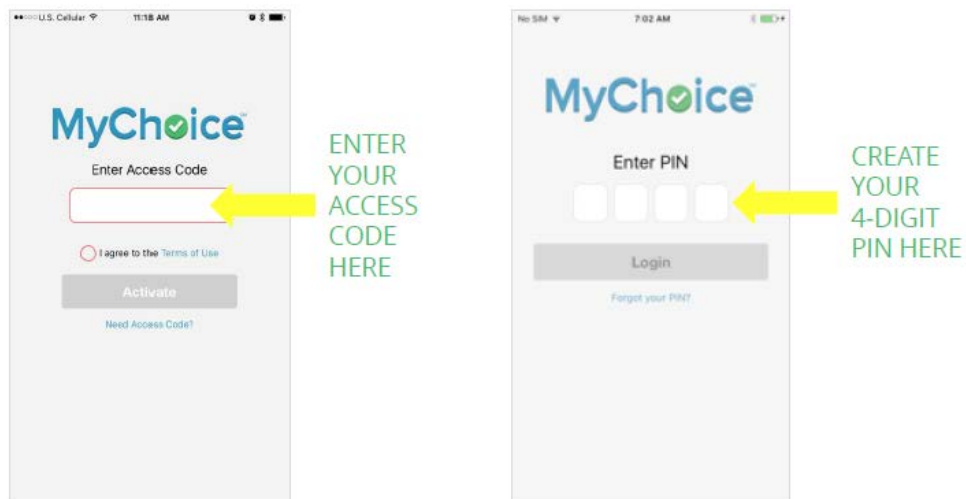 U.S. Cellular 11:18 AM
MyChoice
Enter Access Code
I agree to the Terms of Use
Activate
Need Access Code?
ENTER
YOUR
ACCESS
CODE
HERE
No SIM 7:02 AM
MyChoice
Enter PIN
Login
Forgot your PIN?
CREATE
YOUR
4-DIGIT
PIN HERE